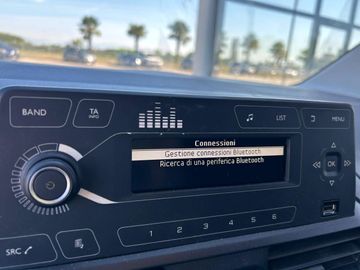 BAND
TA
INFO
LIST
MENU
Connessioni
Gestione connessioni Bluetooth
Ricerca di una periferica Bluetooth
OK
1 2 3 4 5 6
SRC